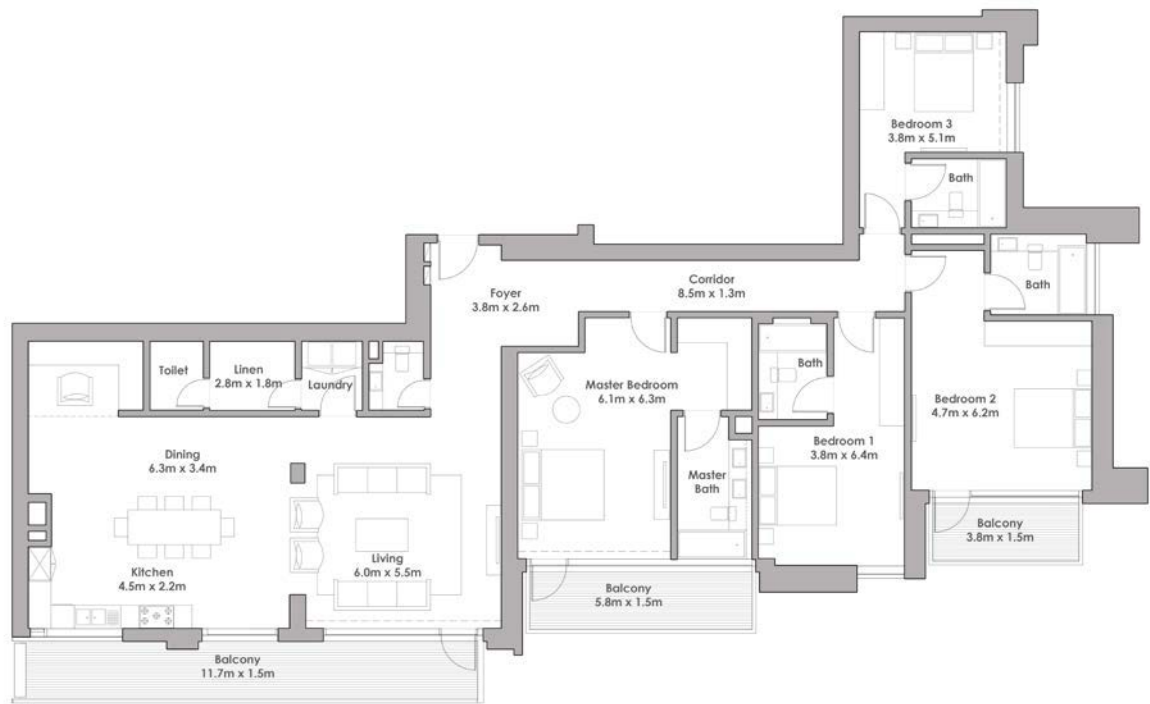 Bedroom 3
3.8m x 5.1m
Bath
Corridor
8.5m x 1.3m
Foyer
3.8m x 2.6m
Bath
Toilet
Linen
2.8m x 1.8m
Laundry
Master Bedroom
6.1m x 6.3m
Bath
Bedroom 2
4.7m x 6.2m
Bedroom 1
3.8m x 6.4m
Dining
6.3m x 3.4m
Master
Bath
Balcony
3.8m x 1.5m
Living
6.0m x 5.5m
Kitchen
4.5m x 2.2m
Balcony
5.8m x 1.5m
Balcony
11.7m x 1.5m